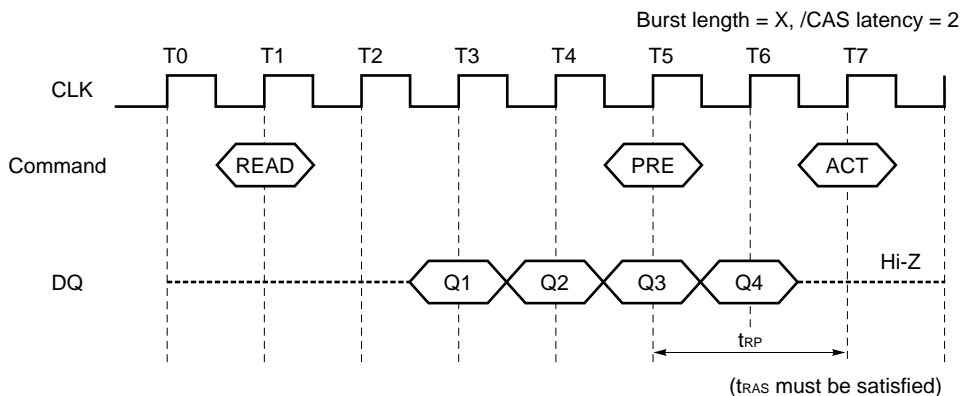 Burst length = X, /CAS latency = 2
T0 T1 T2 T3 T4 T5 T6 T7
CLK
Command READ PRE ACT
Hi-Z
DQ Q1 Q2 Q3 Q4
tRP
(tRAS must be satisfied)